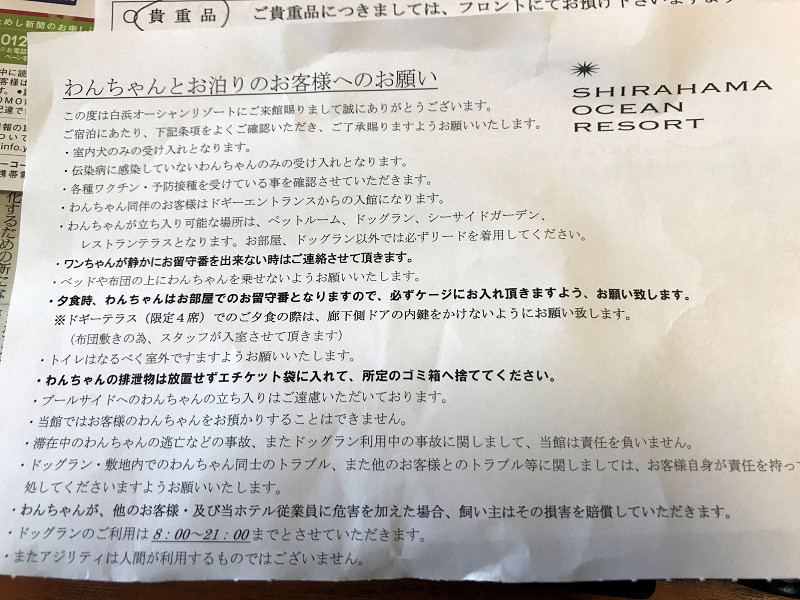 貴重品
ご貴重品につきましては、フロントにてお預け下さいますよう
わんちゃんとお泊りのお客様へのお願い
SHIRAHAMA
OCEAN
RESORT
この度は白浜オーシャンリゾートにご来館賜りまして誠にありがとうございます。
ご宿泊にあたり、下記条項をよくご確認いただき、ご了承賜りますようお願いいたします。
・室内犬のみの受け入れとなります。
・伝染病に感染していないわんちゃんのみの受け入れとなります。
・各種ワクチン・予防接種を受けている事を確認させていただきます。
・わんちゃん同伴のお客様はドギーエントランスからの入館になります。
・わんちゃんが立ち入り可能な場所は、ペットルーム、ドッグラン、シーサイドガーデン、
レストランテラスとなります。お部屋、ドッグラン以外では必ずリードを着用してください。
・ワンちゃんが静かにお留守番を出来ない時はご連絡させて頂きます。
・ベッドや布団の上にわんちゃんを乗せないようお願いいたします。
・夕食時、わんちゃんはお部屋でのお留守番となりますので、必ずケージにお入れ頂きますよう、お願い致します。
※ドギーテラス（限定４席）でのご夕食の際は、廊下側ドアの内鍵をかけないようにお願い致します。
（布団敷きの為、スタッフが入室させて頂きます）
・トイレはなるべく室外ですますようお願いいたします。
・わんちゃんの排泄物は放置せずエチケット袋に入れて、所定のゴミ箱へ捨ててください。
・プールサイドへのわんちゃんの立ち入りはご遠慮いただいております。
・当館ではお客様のわんちゃんをお預かりすることはできません。
・滞在中のわんちゃんの逃亡などの事故、またドッグラン利用中の事故に関しまして、当館は責任を負いません。
・ドッグラン・敷地内でのわんちゃん同士のトラブル、また他のお客様とのトラブル等に関しましては、お客様自身が責任を持っ
処してくださいますようお願いいたします。
・わんちゃんが、他のお客様・及び当ホテル従業員に危害を加えた場合、飼い主はその損害を賠償していただきます。
・ドッグランのご利用は８：００～２１：００までとさせていただきます。
・またアジリティは人間が利用するものではございません。